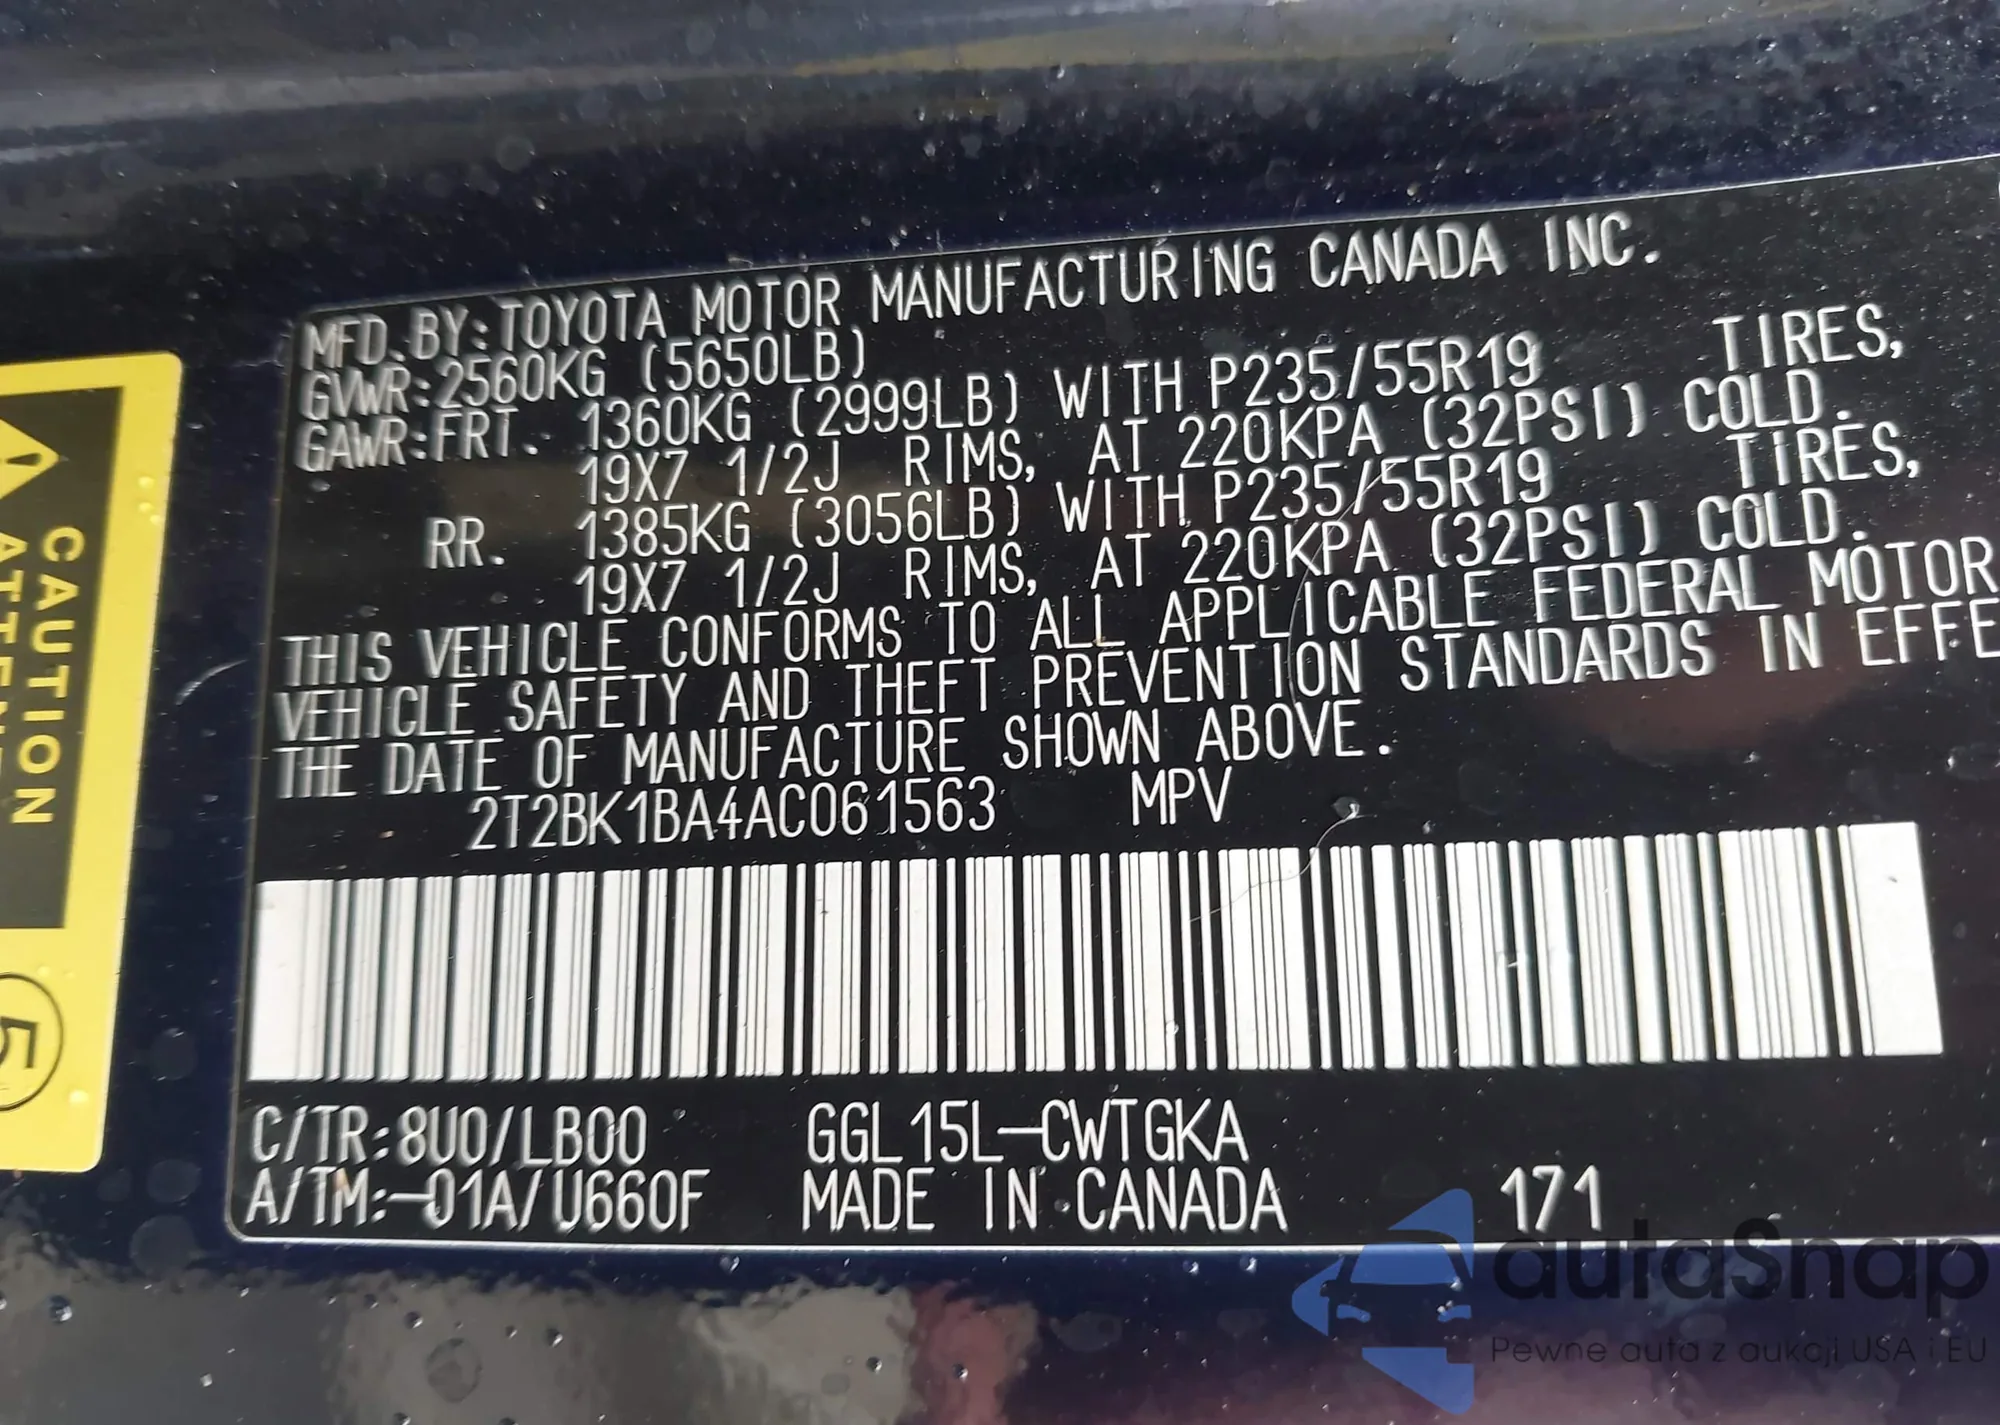 MFD.BY:TOYOTA MOTOR MANUFACTURING CANADA INC.
GVWR:2560KG (5650LB)
GAWR:FRT. 1360KG (2999LB) WITH P235/55R19 TIRES,
19X7 1/2J RIMS, AT 220KPA (32PSI) COLD.
RR. 1385KG (3056LB) WITH P235/55R19 TIRES,
19X7 1/2J RIMS, AT 220KPA (32PSI) COLD.
THIS VEHICLE CONFORMS TO ALL APPLICABLE FEDERAL MOTOR
VEHICLE SAFETY AND THEFT PREVENTION STANDARDS IN EFFE
THE DATE OF MANUFACTURE SHOWN ABOVE.
2T2BK1BA4AC061563 MPV
C/TR:8U0/LB00 GGL15L-CWTGKA
A/TM:-01A/U660F MADE IN CANADA 171
CAUTION
5
autaSnap
Pewne auta z aukcji USA i EU